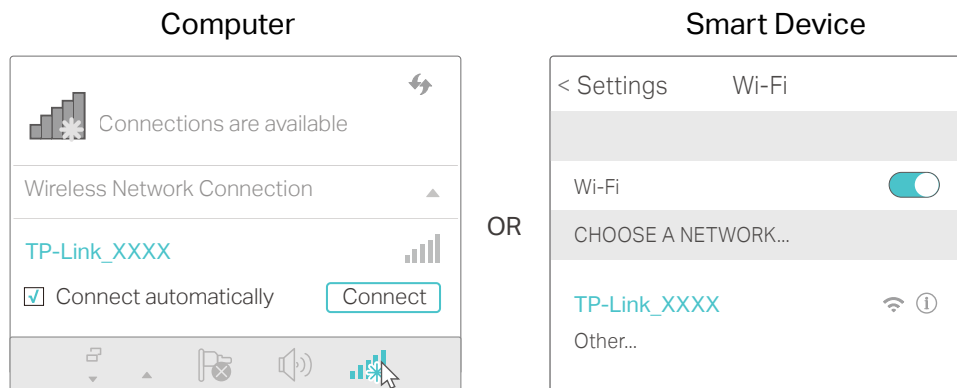 Computer
Connections are available
Wireless Network Connection
TP-Link_XXXX
Connect automatically
Connect
OR
Smart Device
< Settings
Wi-Fi
Wi-Fi
CHOOSE A NETWORK...
TP-Link_XXXX
Other...